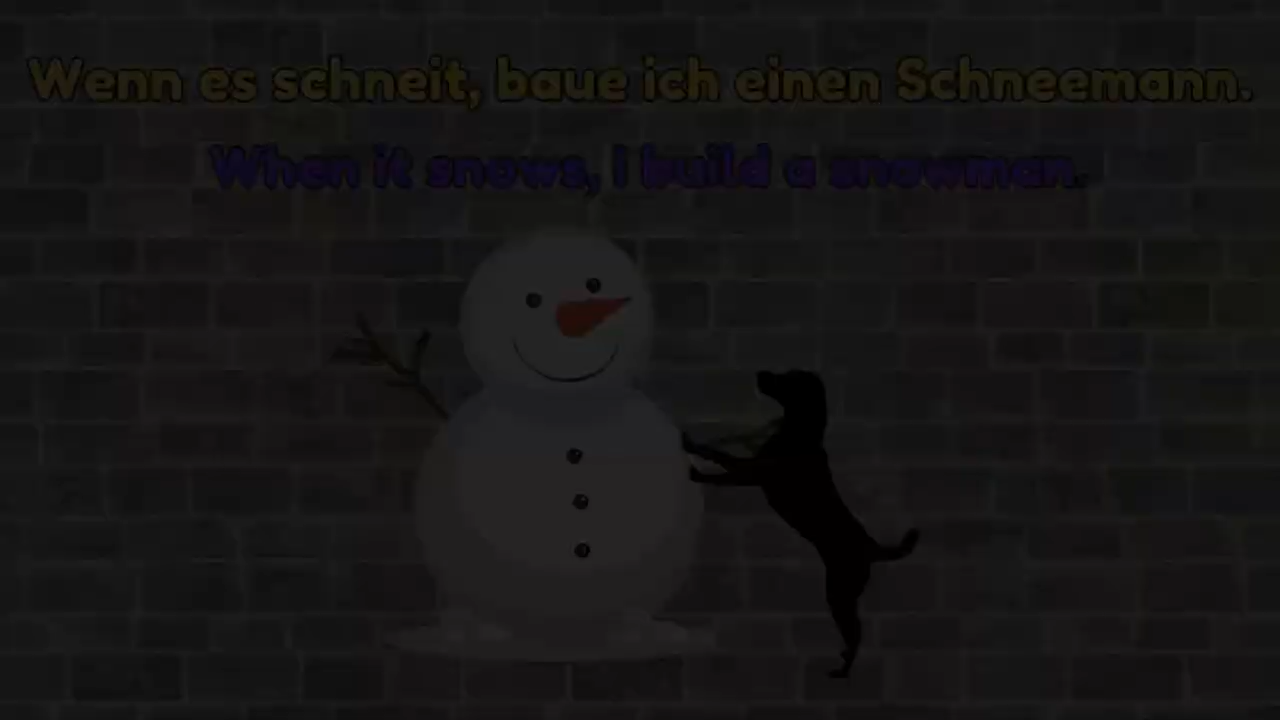 Wenn es schneit, baue ich einen Schneemann.
When it snows, I build a snowman.